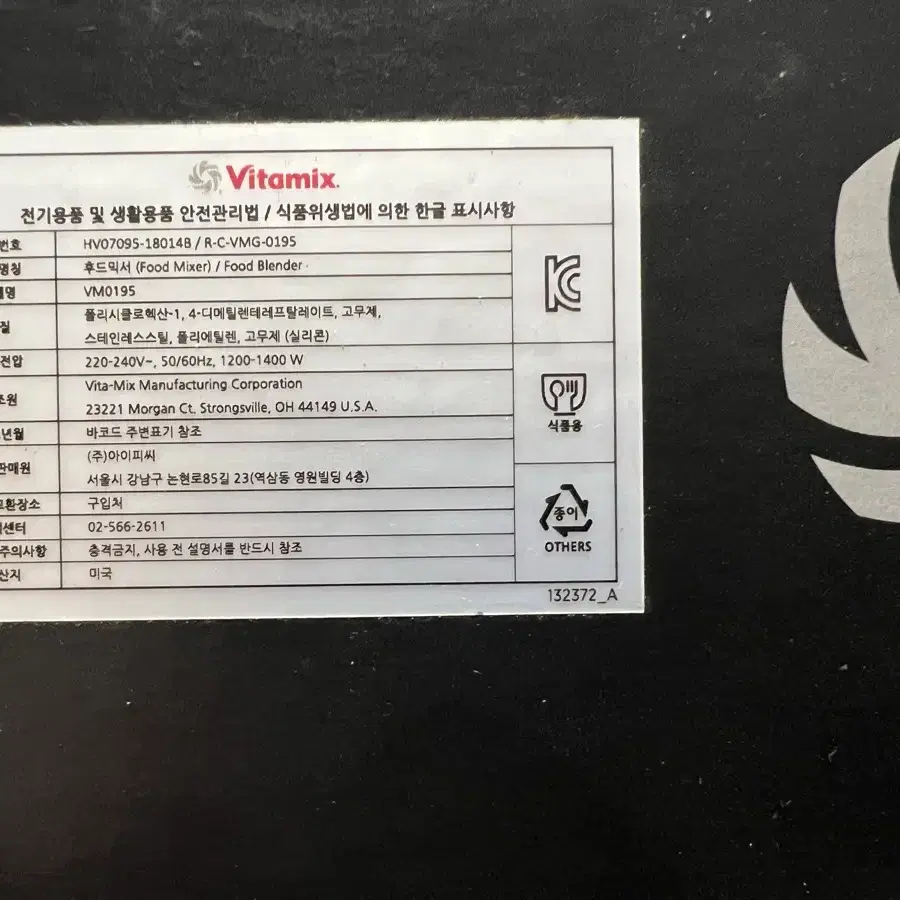 Vitamix.
전기용품 및 생활용품 안전관리법 / 식품위생법에 의한 한글 표시사항
번호 HV07095-18014B / R-C-VMG-0195
명칭 후드믹서 (Food Mixer) / Food Blender
명 VM0195
질 폴리시클로헥산-1, 4-디메틸렌테레프탈레이트, 고무제,
스테인레스스틸, 폴리에틸렌, 고무제 (실리콘)
전압 220-240V~, 50/60Hz, 1200-1400 W
조원 Vita-Mix Manufacturing Corporation
23221 Morgan Ct. Strongsville, OH 44149 U.S.A.
년월 바코드 주변표기 참조
판매원 (주)아이피씨
서울시 강남구 논현로85길 23(역삼동 영원빌딩 4층)
교환장소 구입처
센터 02-566-2611
주의사항 충격금지, 사용 전 설명서를 반드시 참조
산지 미국
KC
식품용
종이
OTHERS
132372_A